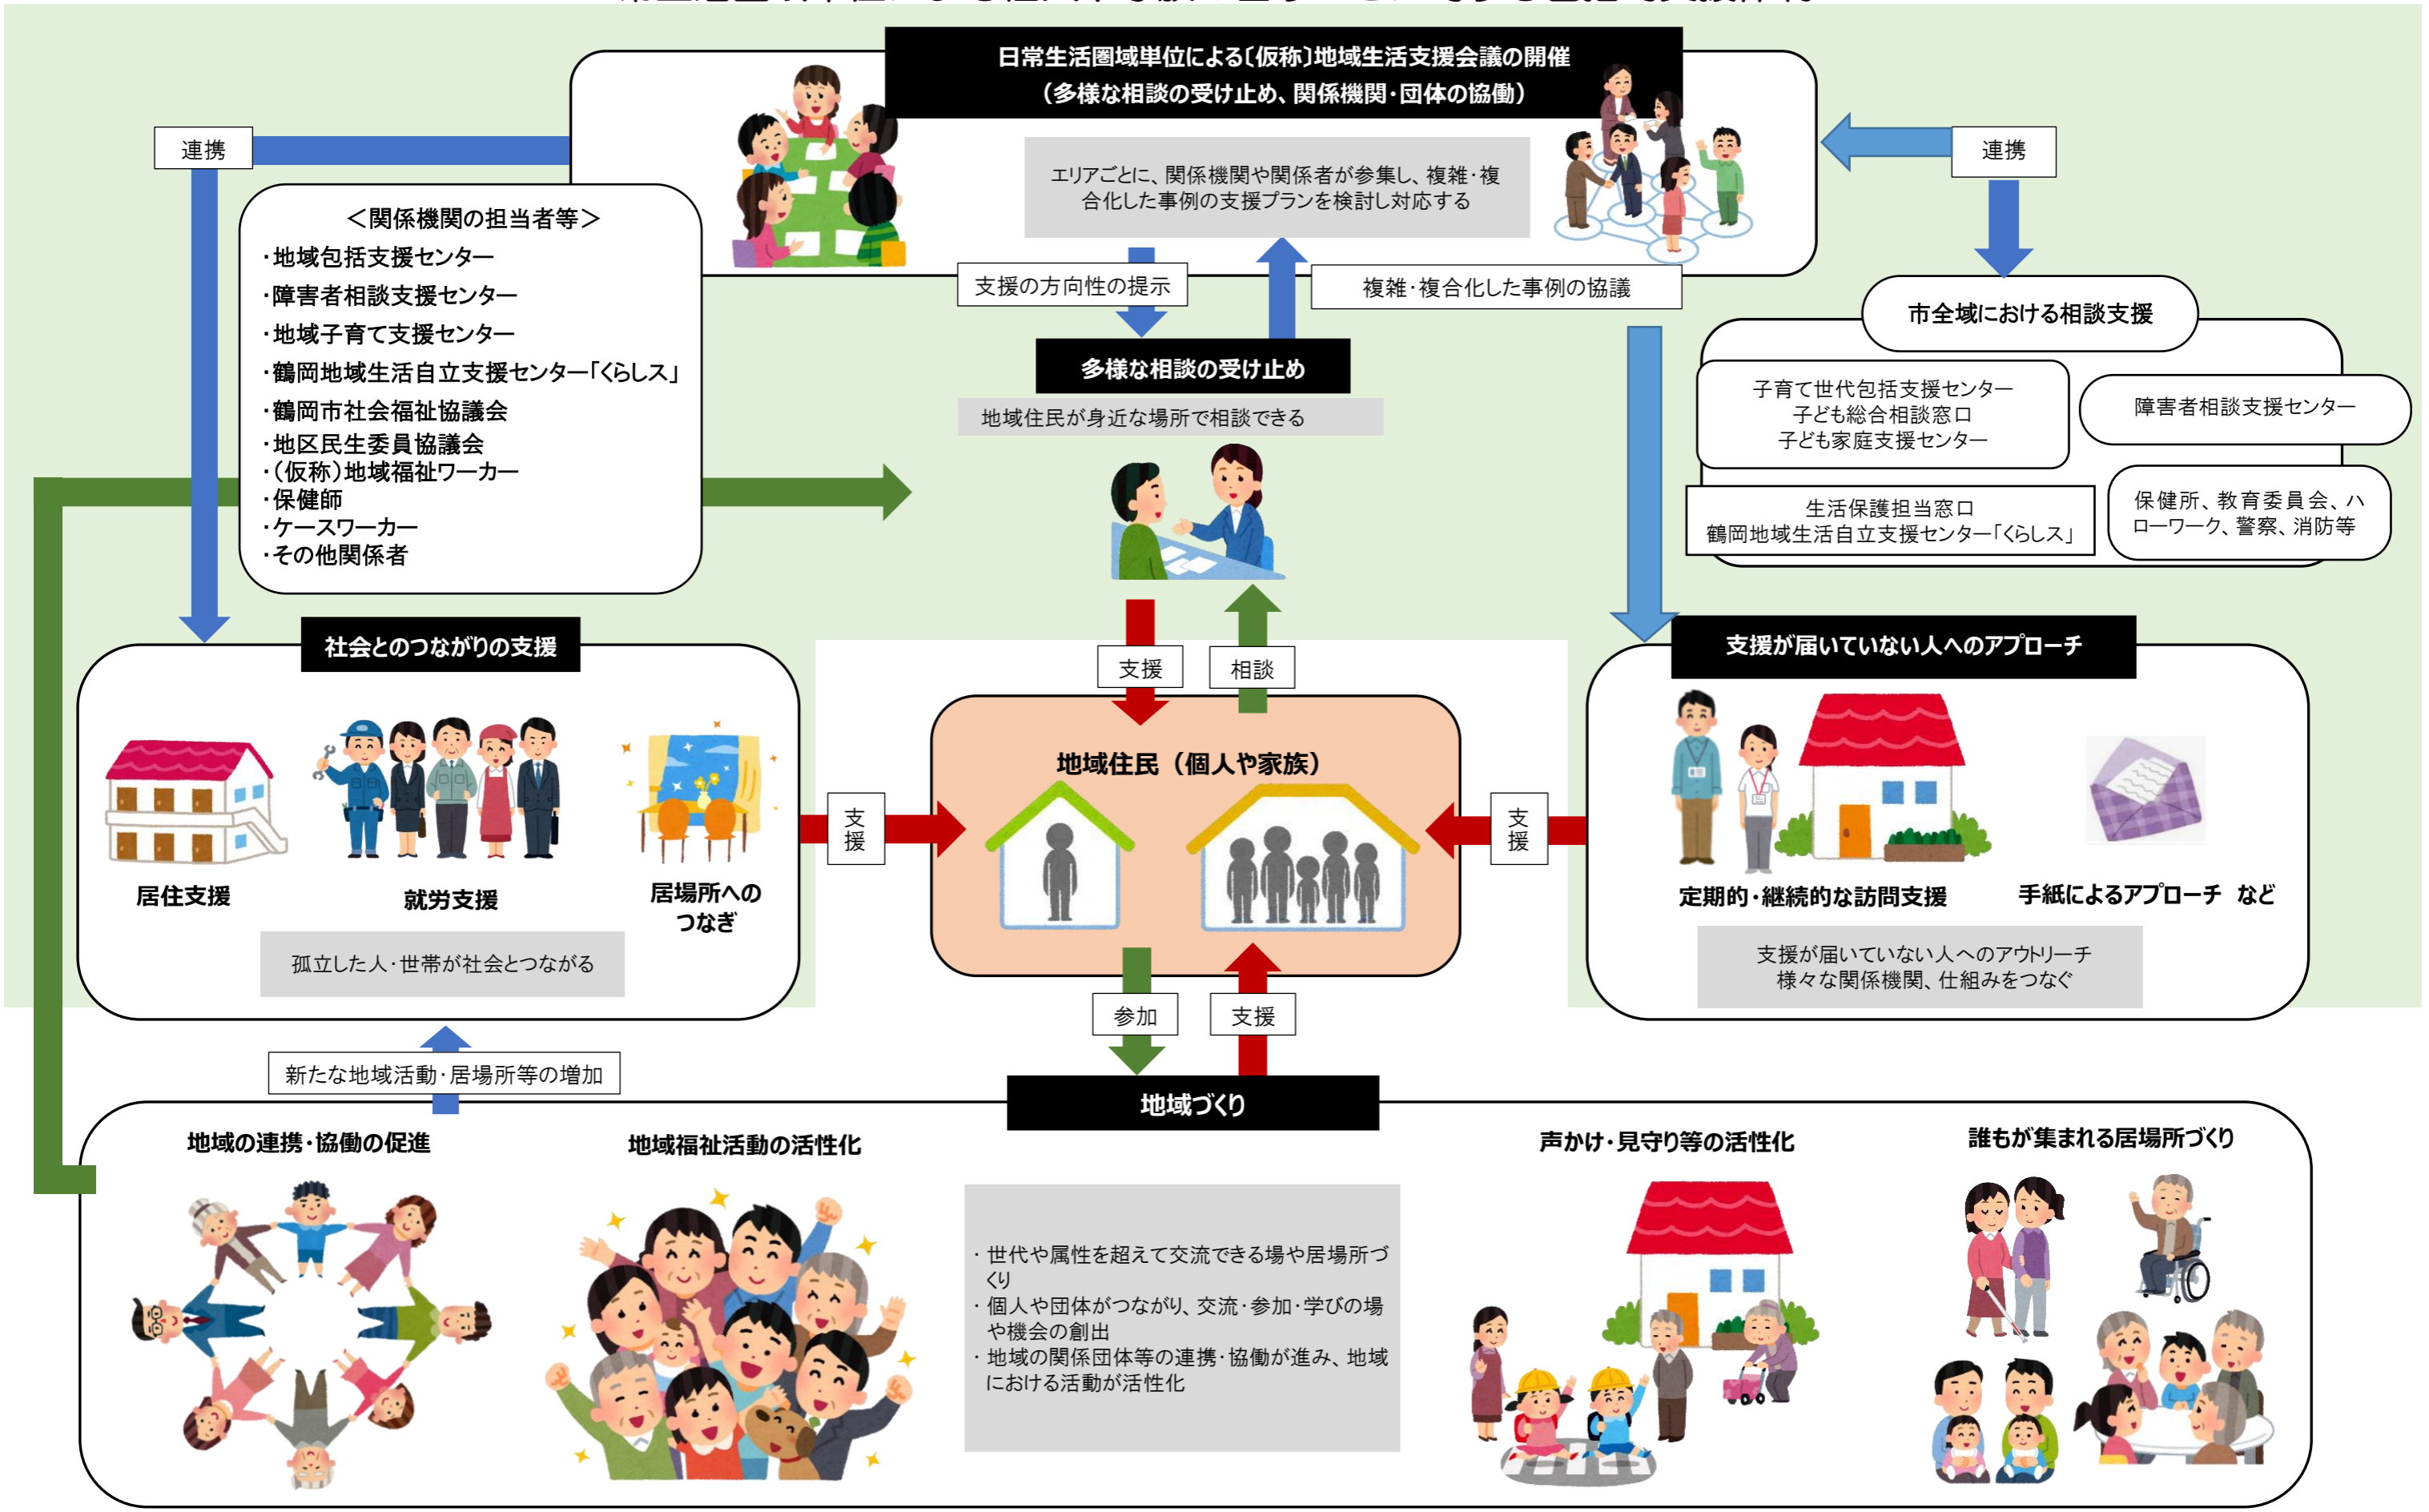 日常生活圏域単位による〔仮称〕地域生活支援会議の開催
（多様な相談の受け止め、関係機関・団体の協働）
エリアごとに、関係機関や関係者が参集し、複雑・複
合化した事例の支援プランを検討し対応する
連携
連携
＜関係機関の担当者等＞
・地域包括支援センター
・障害者相談支援センター
・地域子育て支援センター
・鶴岡地域生活自立支援センター「くらしス」
・鶴岡市社会福祉協議会
・地区民生委員協議会
・（仮称）地域福祉ワーカー
・保健師
・ケースワーカー
・その他関係者
支援の方向性の提示
複雑・複合化した事例の協議
多様な相談の受け止め
地域住民が身近な場所で相談できる
市全域における相談支援
子育て世代包括支援センター
子ども総合相談窓口
子ども家庭支援センター
障害者相談支援センター
生活保護担当窓口
鶴岡地域生活自立支援センター「くらしス」
保健所、教育委員会、ハ
ローワーク、警察、消防等
社会とのつながりの支援
居住支援
就労支援
居場所への
つなぎ
孤立した人・世帯が社会とつながる
支援
相談
支援
地域住民（個人や家族）
支援
支援が届いていない人へのアプローチ
定期的・継続的な訪問支援
手紙によるアプローチ など
支援が届いていない人へのアウトリーチ
様々な関係機関、仕組みをつなぐ
参加
支援
新たな地域活動・居場所等の増加
地域づくり
地域の連携・協働の促進
地域福祉活動の活性化
・世代や属性を超えて交流できる場や居場所づ
くり
・個人や団体がつながり、交流・参加・学びの場
や機会の創出
・地域の関係団体等の連携・協働が進み、地域
における活動が活性化
声かけ・見守り等の活性化
誰もが集まれる居場所づくり